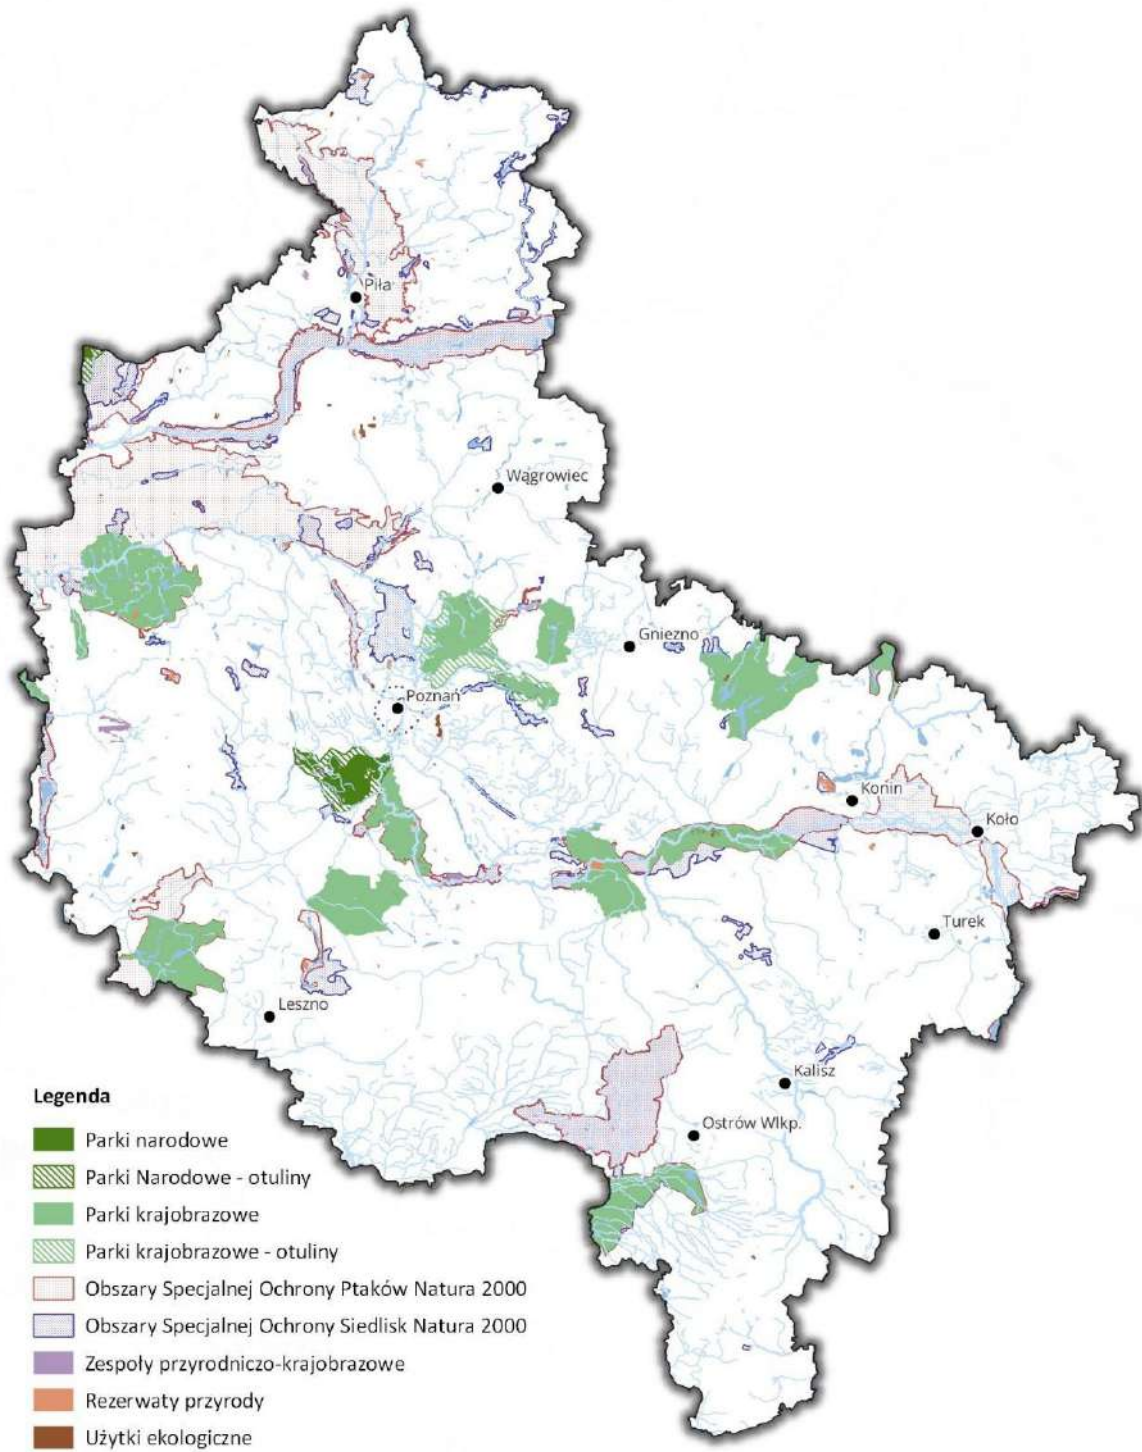 Piła
Wągrowiec
Gniezno
Poznań
Konin
Koło
Turek
Leszno
Kalisz
Ostrów Wlkp.
Legenda
Parki narodowe
Parki Narodowe - otuliny
Parki krajobrazowe
Parki krajobrazowe - otuliny
Obszary Specjalnej Ochrony Ptaków Natura 2000
Obszary Specjalnej Ochrony Siedlisk Natura 2000
Zespoły przyrodniczo-krajobrazowe
Rezerwaty przyrody
Użytki ekologiczne